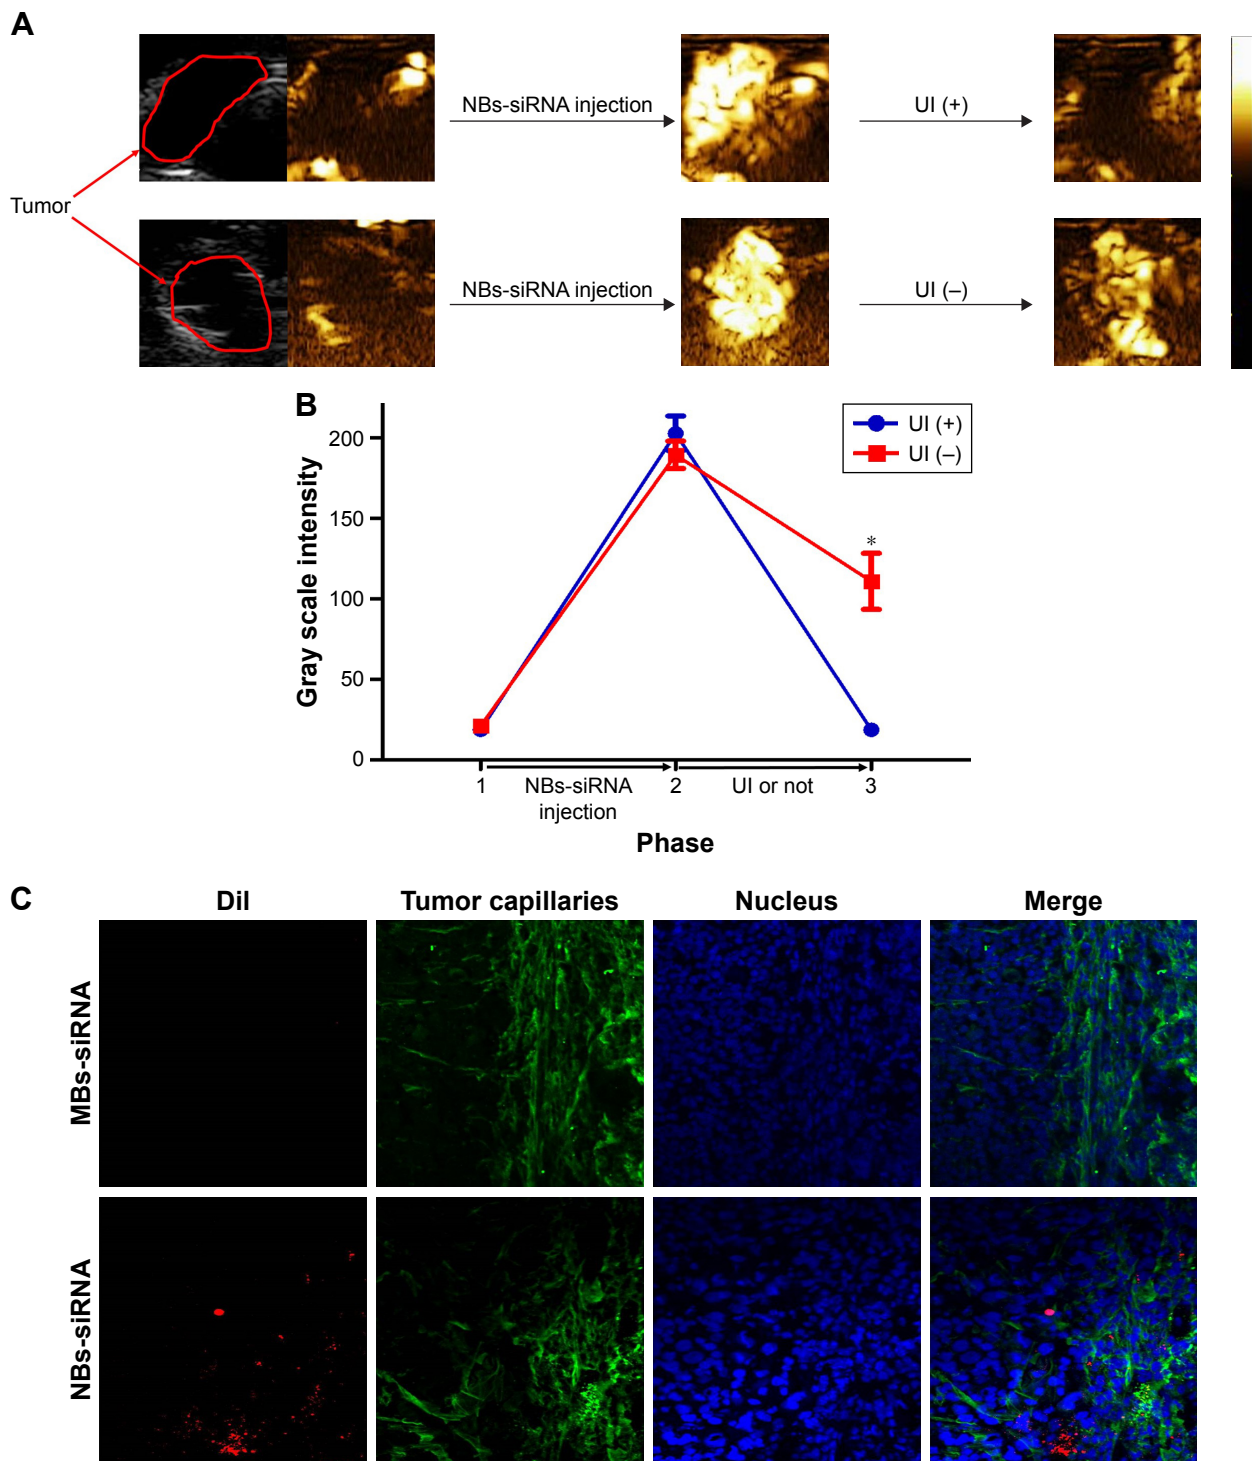 A
NBs-siRNA injection
UI (+)
Tumor
NBs-siRNA injection
UI (–)
B
Gray scale intensity
200
150
100
50
0
UI (+)
UI (–)
*
1
NBs-siRNA
injection
2
UI or not
3
Phase
C
DiI
Tumor capillaries
Nucleus
Merge
MBs-siRNA
NBs-siRNA